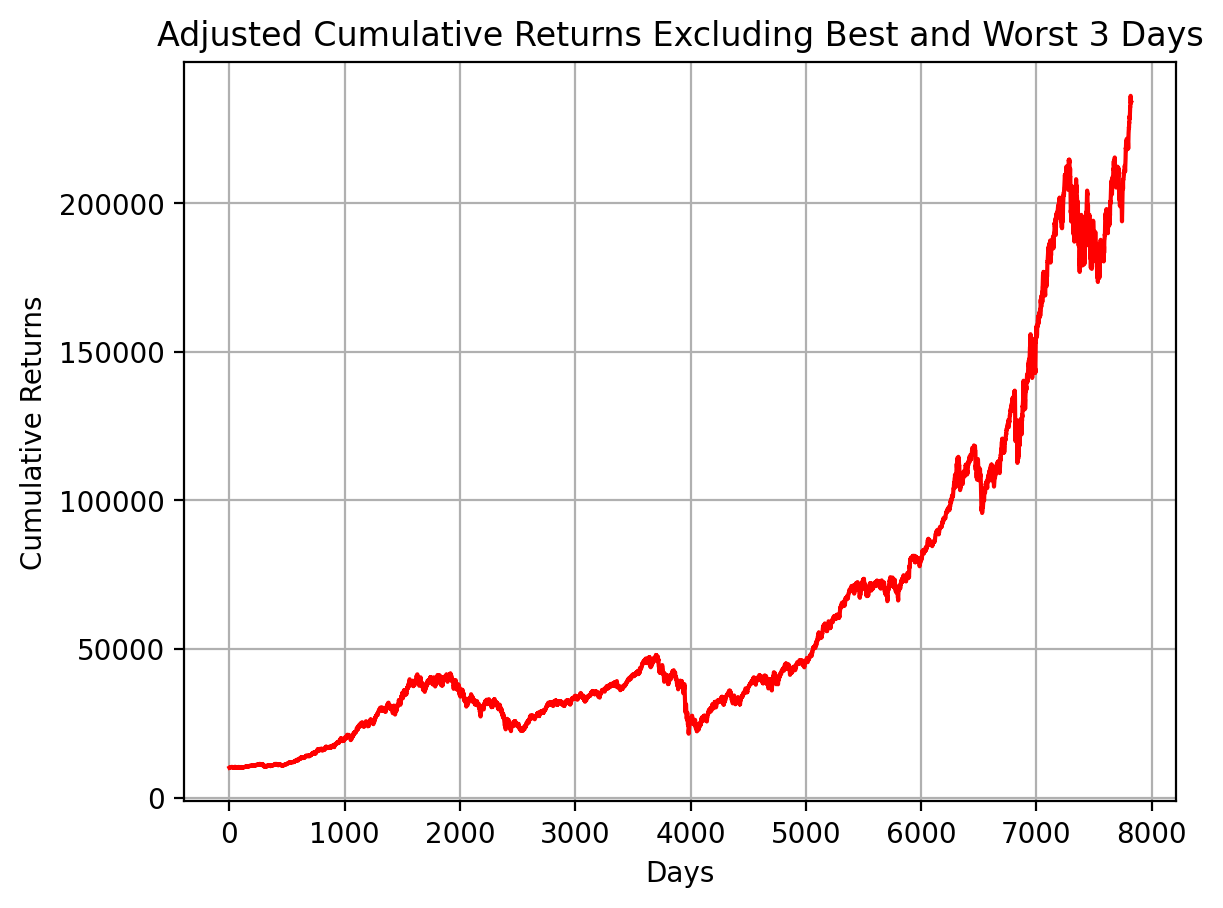 Adjusted Cumulative Returns Excluding Best and Worst 3 Days
Cumulative Returns
200000
150000
100000
50000
0
0 1000 2000 3000 4000 5000 6000 7000 8000
Days